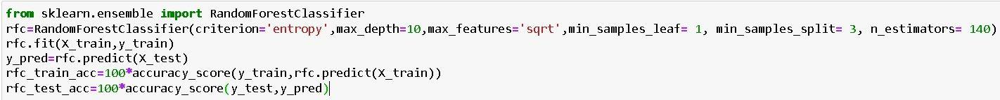 from sklearn.ensemble import RandomForestClassifier
rfc=RandomForestClassifier(criterion='entropy',max_depth=10,max_features='sqrt',min_samples_leaf= 1, min_samples_split= 3, n_estimators= 140)
rfc.fit(X_train,y_train)
y_pred=rfc.predict(X_test)
rfc_train_acc=100*accuracy_score(y_train,rfc.predict(X_train))
rfc_test_acc=100*accuracy_score(y_test,y_pred)